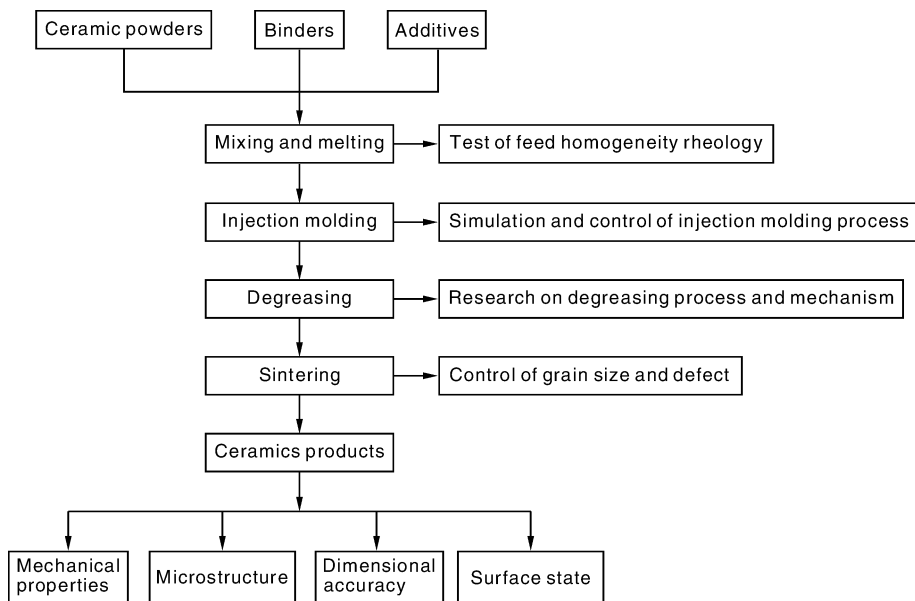 Ceramic powders
Binders
Additives
Mixing and melting
Test of feed homogeneity rheology
Injection molding
Simulation and control of injection molding process
Degreasing
Research on degreasing process and mechanism
Sintering
Control of grain size and defect
Ceramics products
Mechanical
properties
Microstructure
Dimensional
accuracy
Surface state